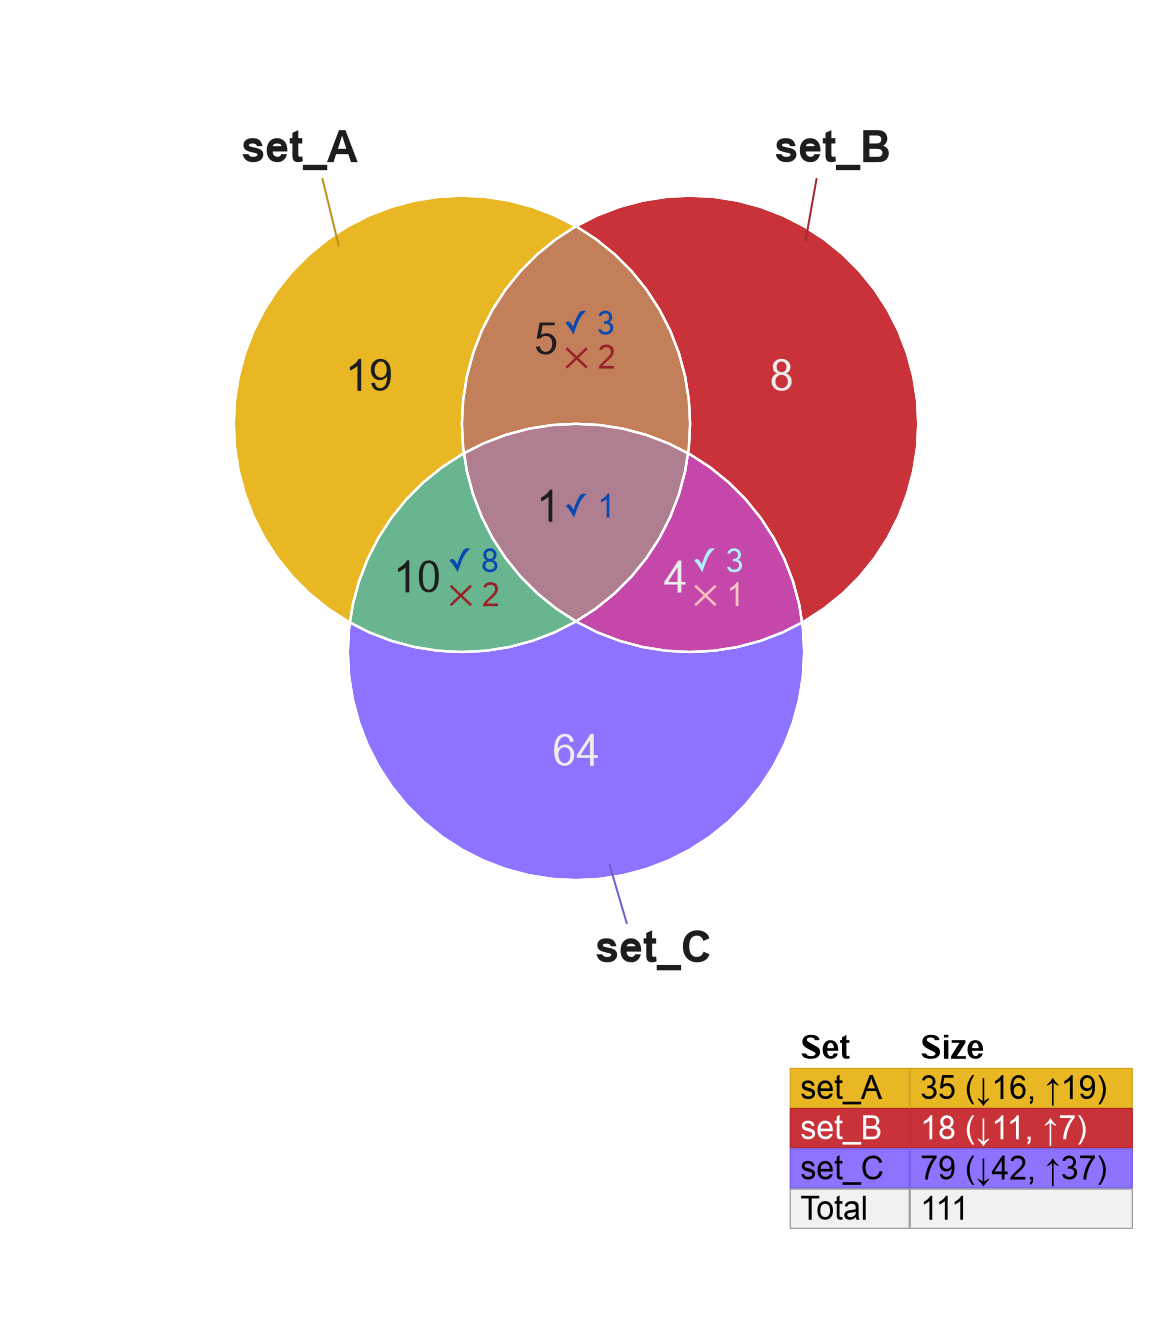 set_A
set_B
5 ✓ 3
× 2
19
8
1 ✓ 1
10 ✓ 8
× 2
4 ✓ 3
× 1
64
set_C
Set Size
set_A 35 (↓16, ↑19)
set_B 18 (↓11, ↑7)
set_C 79 (↓42, ↑37)
Total 111